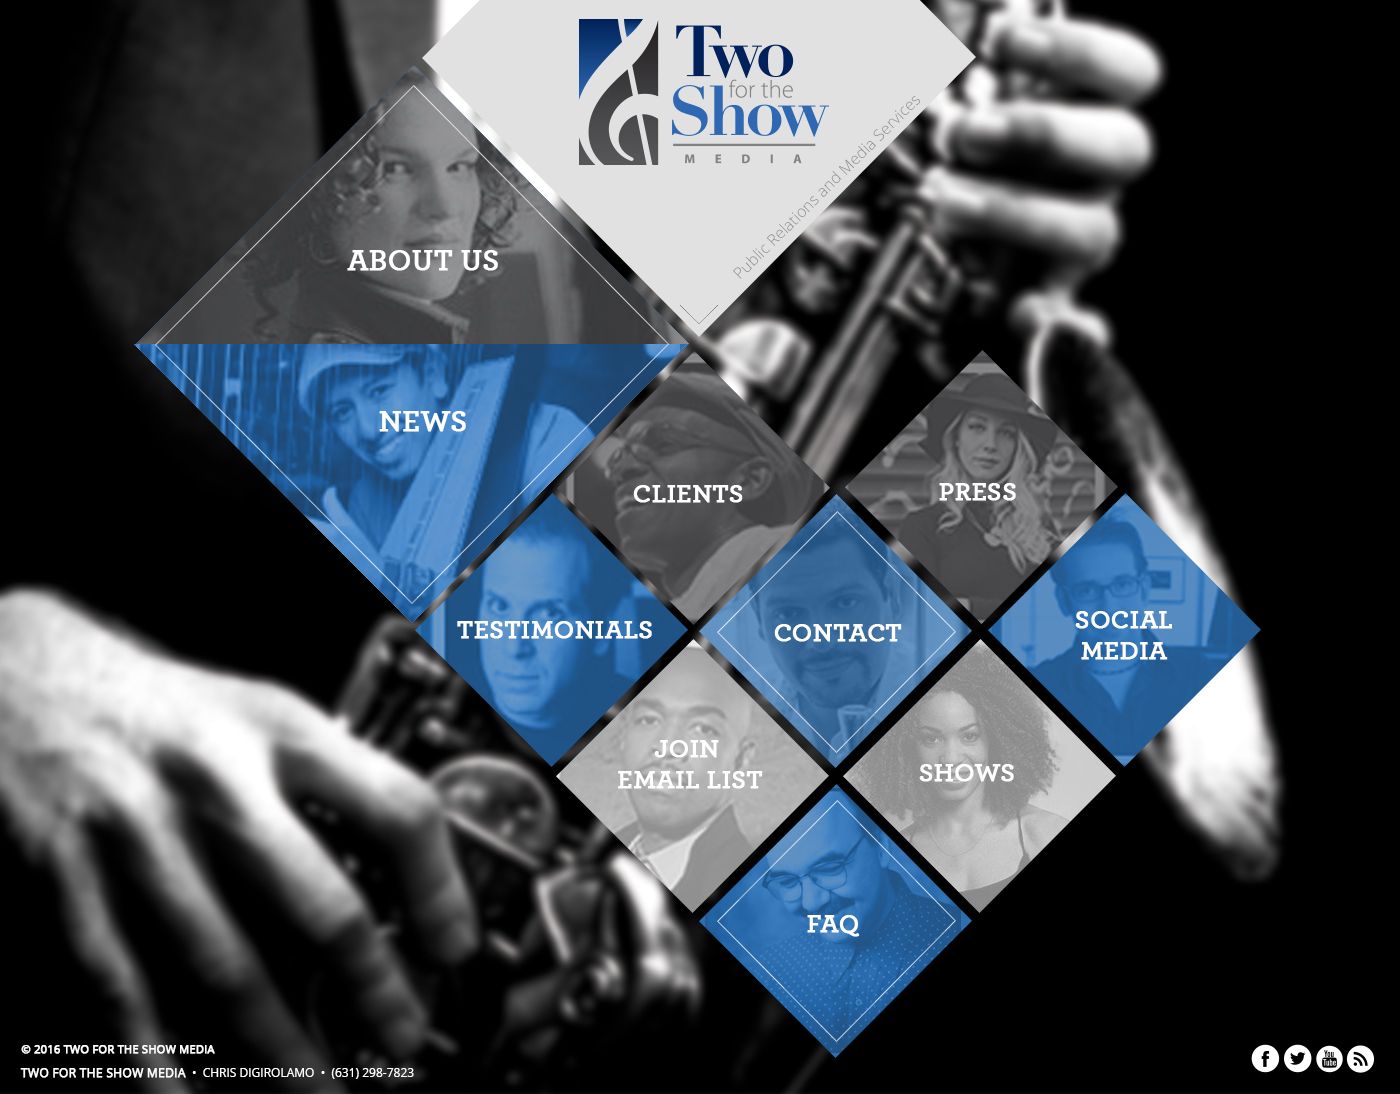 Two
for the
Show
MEDIA
Public Relations and Media Services
ABOUT US
NEWS
CLIENTS
PRESS
TESTIMONIALS
CONTACT
SOCIAL
MEDIA
JOIN
EMAIL LIST
SHOWS
FAQ
© 2016 TWO FOR THE SHOW MEDIA
TWO FOR THE SHOW MEDIA • CHRIS DIGIROLAMO • (631) 298-7823
You
Tube